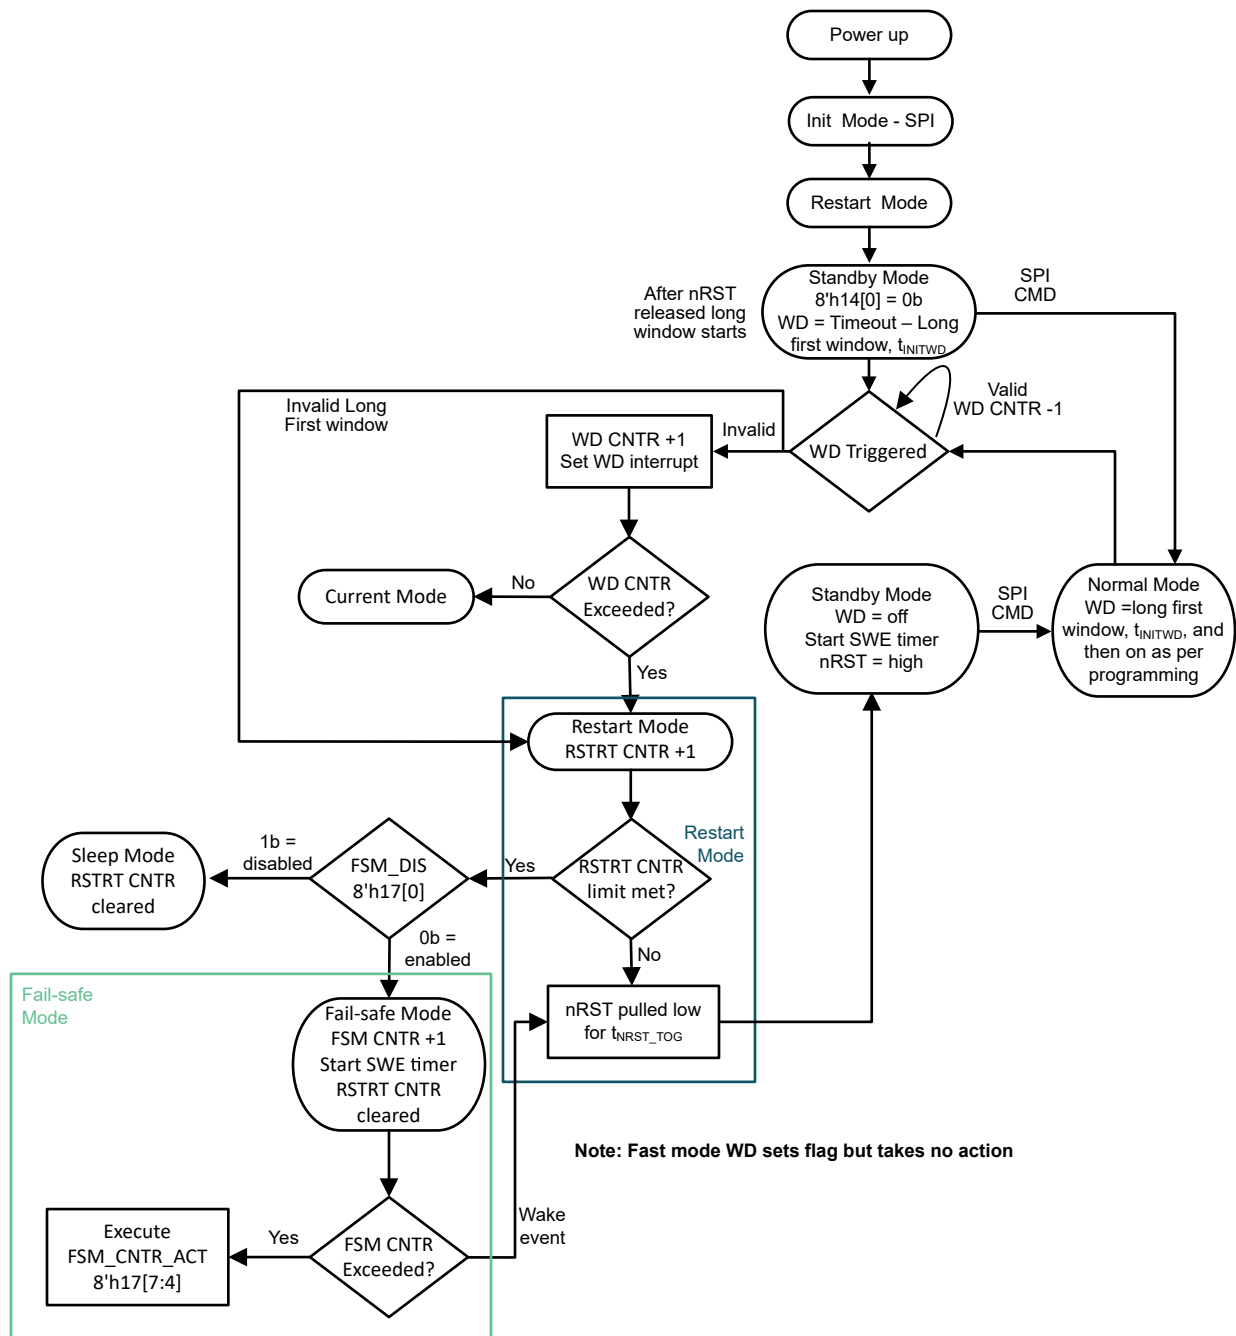 Power up
Init Mode - SPI
Restart Mode
Standby Mode
8'h14[0] = 0b
WD = Timeout – Long
first window, tINITWD
After nRST
released long
window starts
SPI
CMD
Valid
WD CNTR -1
Invalid Long
First window
WD CNTR +1
Set WD interrupt
Invalid
WD Triggered
Current Mode
No
WD CNTR
Exceeded?
Yes
Standby Mode
WD = off
Start SWE timer
nRST = high
SPI
CMD
Normal Mode
WD =long first
window, tINITWD, and
then on as per
programming
Restart Mode
RSTRT CNTR +1
Restart
Mode
Sleep Mode
RSTRT CNTR
cleared
1b =
disabled
FSM_DIS
8'h17[0]
Yes
RSTRT CNTR
limit met?
0b =
enabled
No
Fail-safe
Mode
Fail-safe Mode
FSM CNTR +1
Start SWE timer
RSTRT CNTR
cleared
nRST pulled low
for tNRST_TOG
Note: Fast mode WD sets flag but takes no action
Execute
FSM_CNTR_ACT
8'h17[7:4]
Yes
FSM CNTR
Exceeded?
Wake
event